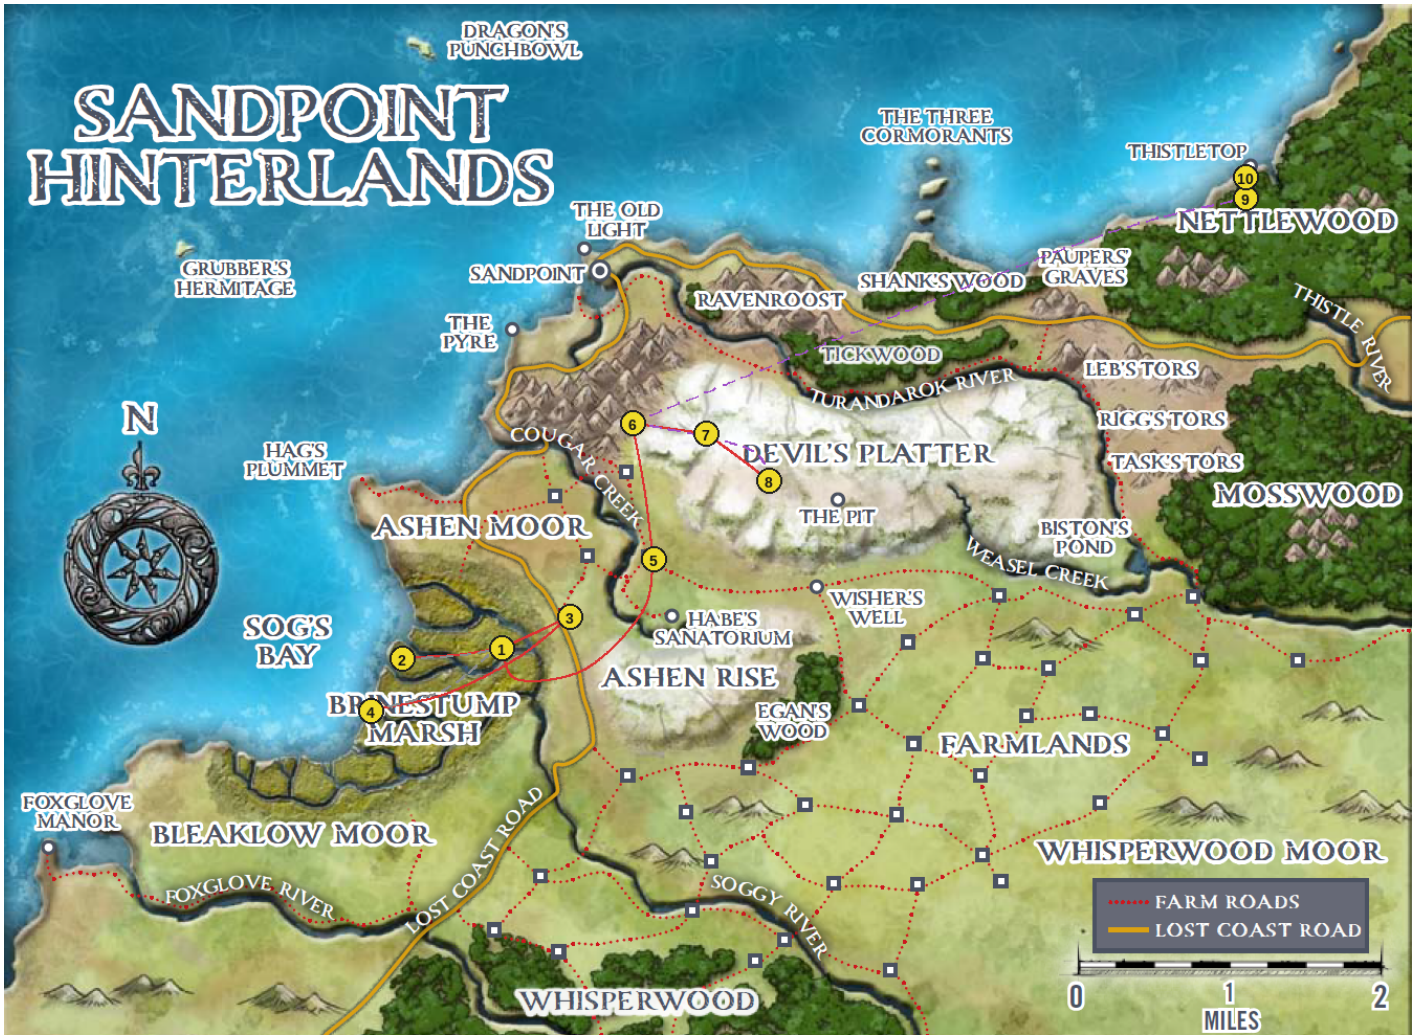 DRAGON'S
PUNCHBOWL
SANDPOINT
HINTERLANDS
THE THREE
CORMORANTS
THISTLETOP
10
9
NETTLEWOOD
THE OLD
LIGHT
SANDPOINT
GRUBBER'S
HERMITAGE
PAUPERS'
GRAVES
SHANK'S WOOD
RAVENROOST
THISTLE
RIVER
THE
PYRE
TICKWOOD
LEB'S TORS
TURANDAROK RIVER
N
6
7
RIGG'S TORS
COUGAR CREEK
HAG'S
PLUMMET
DEVIL'S PLATTER
TASK'S TORS
8
MOSSWOOD
THE PIT
ASHEN MOOR
BISTON'S
POND
WEASEL CREEK
5
WISHER'S
WELL
3
HABE'S
SANATORIUM
SOG'S
BAY
1
2
ASHEN RISE
BRINESTUMP
MARSH
4
EGAN'S
WOOD
FARMLANDS
FOXGLOVE
MANOR
BLEAKLOW MOOR
LOST COAST ROAD
WHISPERWOOD MOOR
FOXGLOVE RIVER
SOGGY RIVER
FARM ROADS
LOST COAST ROAD
WHISPERWOOD
0
1
2
MILES